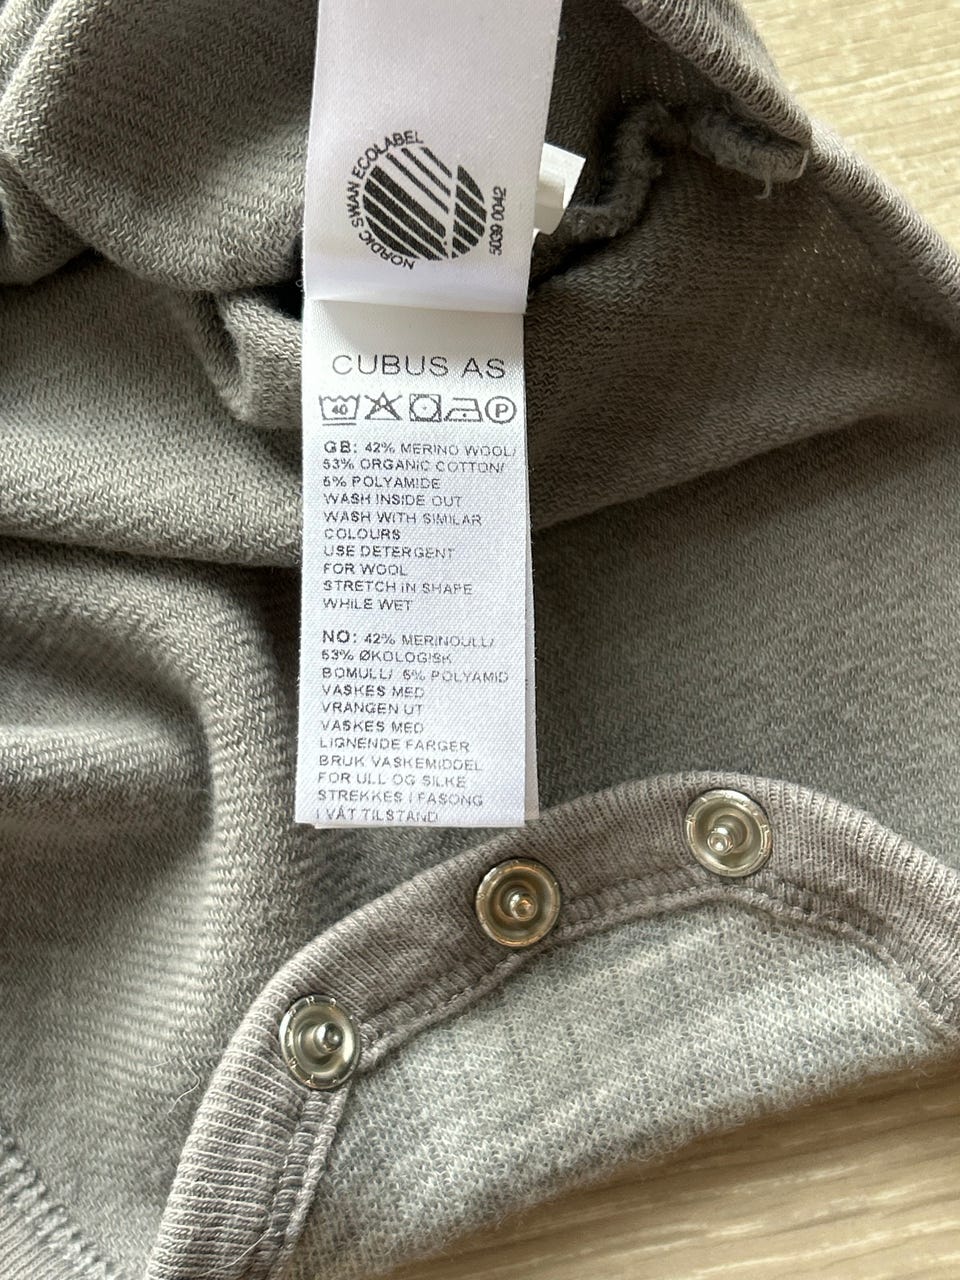 NORDIC SWAN ECOLABEL
5039 0042
CUBUS AS
40 P
GB: 42% MERINO WOOL/
53% ORGANIC COTTON/
5% POLYAMIDE
WASH INSIDE OUT
WASH WITH SIMILAR
COLOURS
USE DETERGENT
FOR WOOL
STRETCH IN SHAPE
WHILE WET
NO: 42% MERINOULL/
53% ØKOLOGISK
BOMULL/ 5% POLYAMID
VASKES MED
VRANGEN UT
VASKES MED
LIGNENDE FARGER
BRUK VASKEMIDDEL
FOR ULL OG SILKE
STREKKES I FASONG
I VÅT TILSTAND